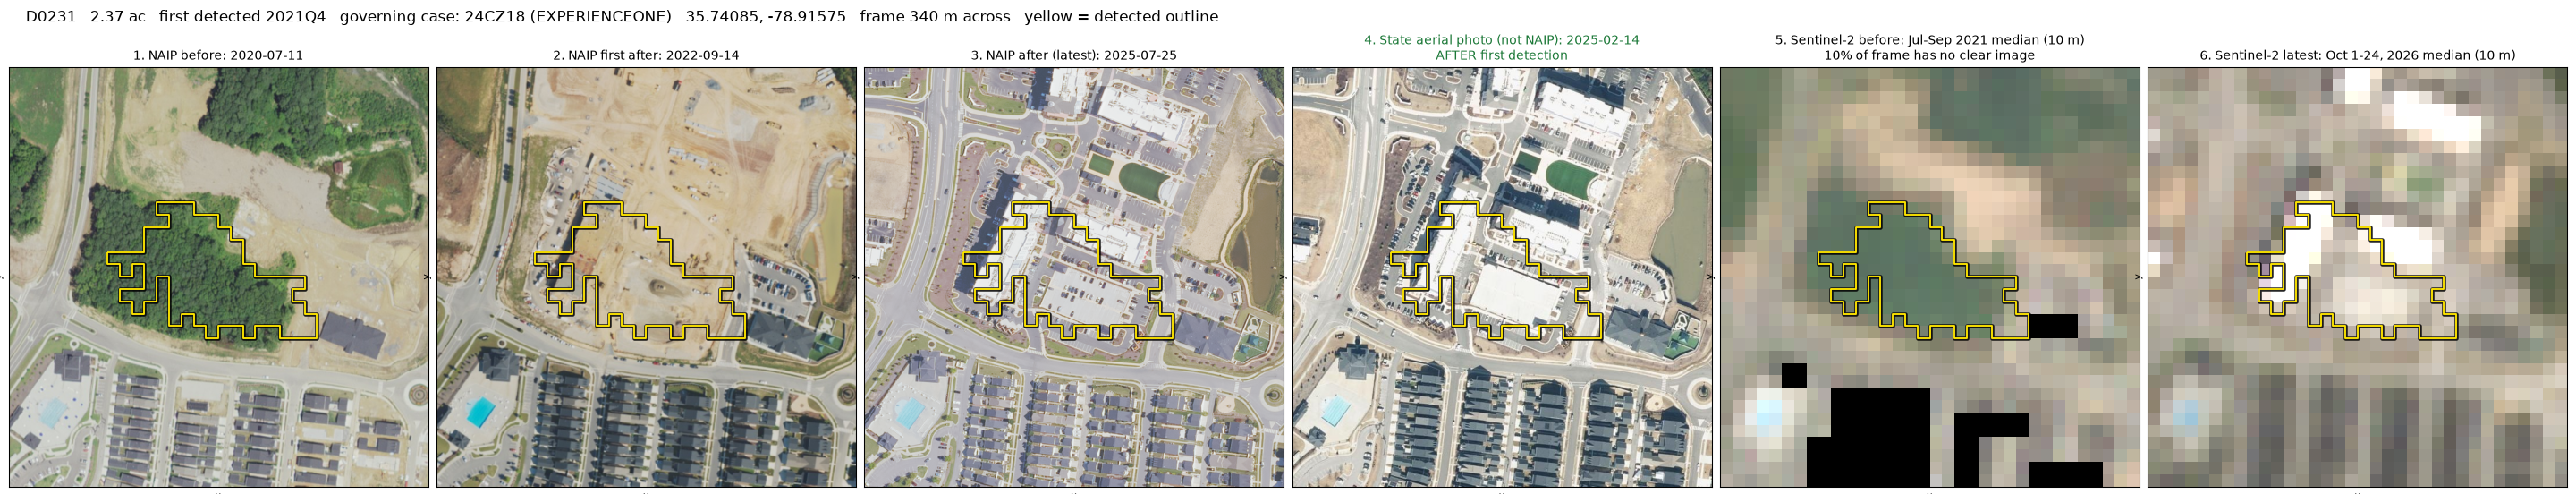 D0231 2.37 ac first detected 2021Q4 governing case: 24CZ18 (EXPERIENCEONE) 35.74085, -78.91575 frame 340 m across yellow = detected outline
1. NAIP before: 2020-07-11
2. NAIP first after: 2022-09-14
3. NAIP after (latest): 2025-07-25
4. State aerial photo (not NAIP): 2025-02-14
AFTER first detection
5. Sentinel-2 before: Jul-Sep 2021 median (10 m)
10% of frame has no clear image
6. Sentinel-2 latest: Oct 1-24, 2026 median (10 m)